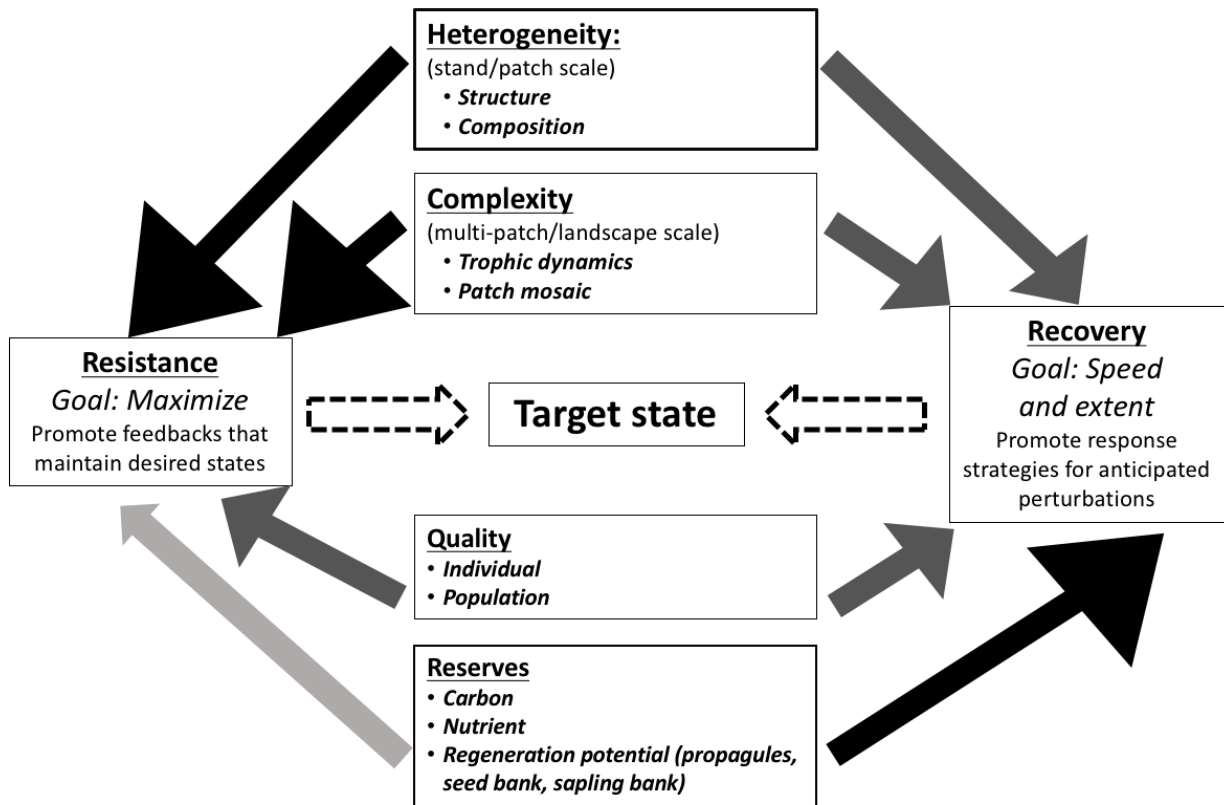 Heterogeneity:
(stand/patch scale)
• Structure
• Composition
Complexity
(multi-patch/landscape scale)
• Trophic dynamics
• Patch mosaic
Resistance
Goal: Maximize
Promote feedbacks that
maintain desired states
Target state
Recovery
Goal: Speed
and extent
Promote response
strategies for anticipated
perturbations
Quality
• Individual
• Population
Reserves
• Carbon
• Nutrient
• Regeneration potential (propagules,
seed bank, sapling bank)